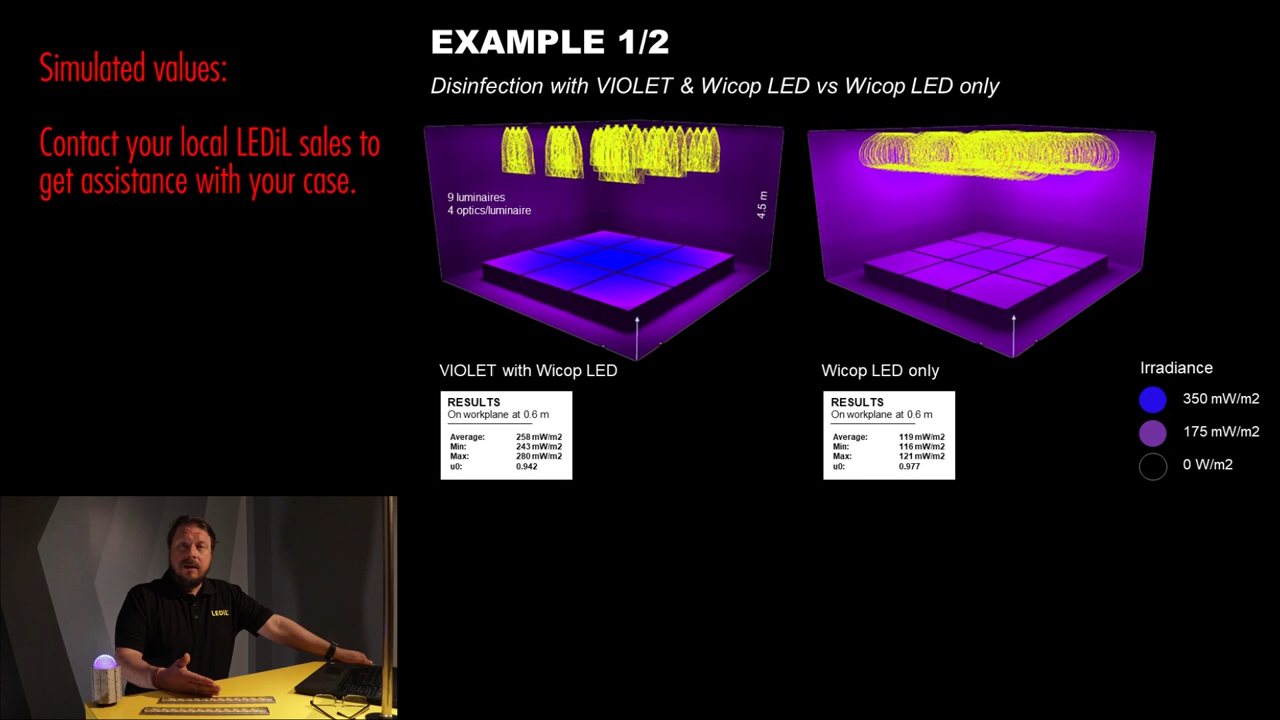 Simulated values:
Contact your local LEDiL sales to
get assistance with your case.
EXAMPLE 1/2
Disinfection with VIOLET & Wicop LED vs Wicop LED only
9 luminaires
4 optics/luminaire
4.5 m
VIOLET with Wicop LED
RESULTS
On workplane at 0.6 m
Average: 258 mW/m2
Min: 243 mW/m2
Max: 280 mW/m2
u0: 0.942
Wicop LED only
RESULTS
On workplane at 0.6 m
Average: 119 mW/m2
Min: 116 mW/m2
Max: 121 mW/m2
u0: 0.977
Irradiance
350 mW/m2
175 mW/m2
0 W/m2
LEDiL